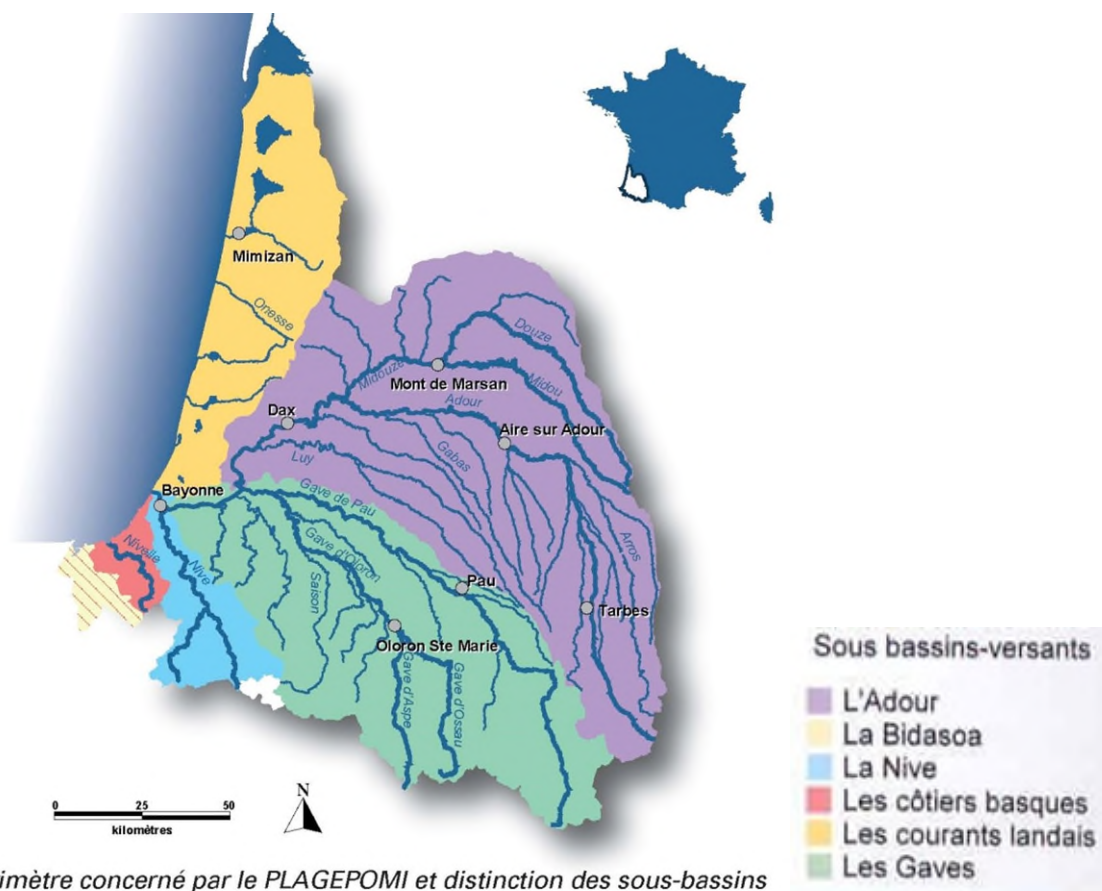 Mimizan
Onesse
Douze
Midouze
Mont de Marsan
Midou
Adour
Dax
Aire sur Adour
Gabas
Luy
Bayonne
Gave de Pau
Arros
Nivelle
Nive
Gave d'Oloron
Saison
Pau
Tarbes
Oloron Ste Marie
Gave d'Aspe
Gave d'Ossau
N
0 25 50
kilomètres
Sous bassins-versants
L'Adour
La Bidasoa
La Nive
Les côtiers basques
Les courants landais
Les Gaves
imètre concerné par le PLAGEPOMI et distinction des sous-bassins